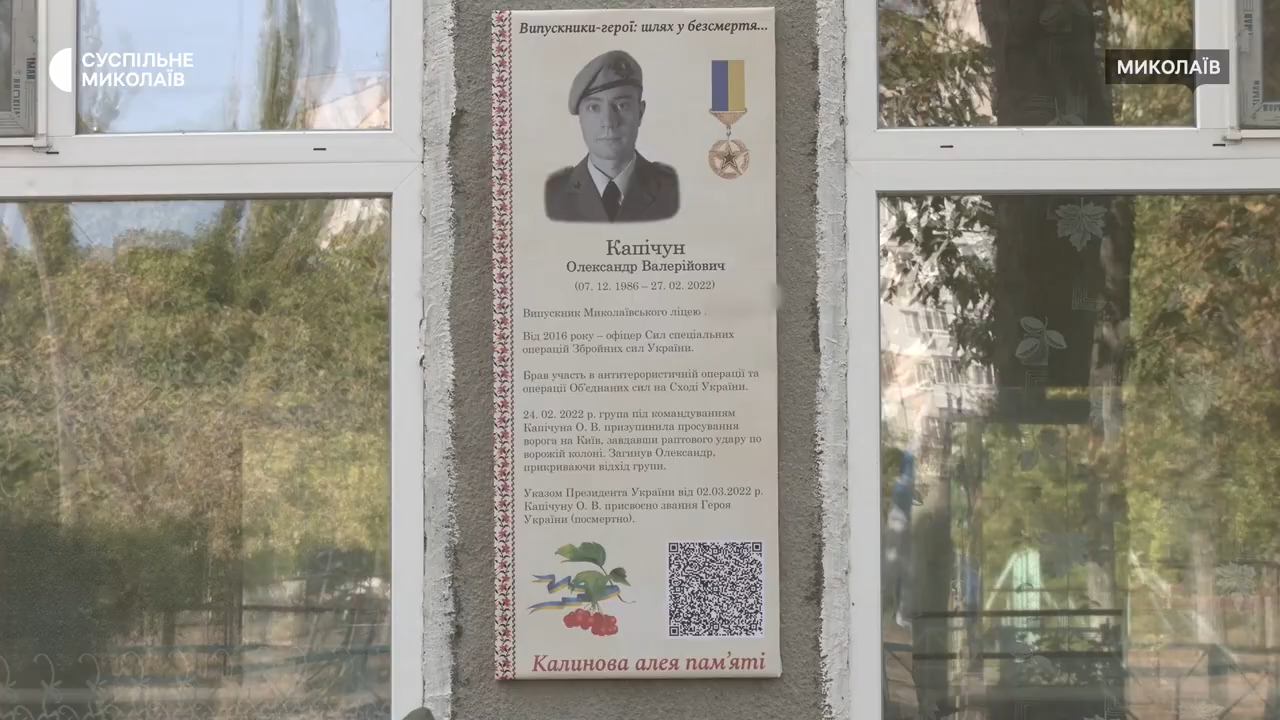 СУСПІЛЬНЕ
МИКОЛАЇВ
МИКОЛАЇВ
Випускники-герої: шлях у безсмертя...
Капічун
Олександр Валерійович
(07. 12. 1986 – 27. 02. 2022)
Випускник Миколаївського ліцею
Від 2016 року – офіцер Сил спеціальних
операцій Збройних сил України.
Брав участь в антитерористичній операції та
операції Об'єднаних сил на Сході України.
24. 02. 2022 р. група під командуванням
Капічуна О. В. призупинила просування
ворога на Київ, завдавши раптового удару по
ворожій колоні. Загинув Олександр,
прикриваючи відхід групи.
Указом Президента України від 02.03.2022 р.
Капічуну О. В. присвоєно звання Героя
України (посмертно).
Калинова алея пам'яті